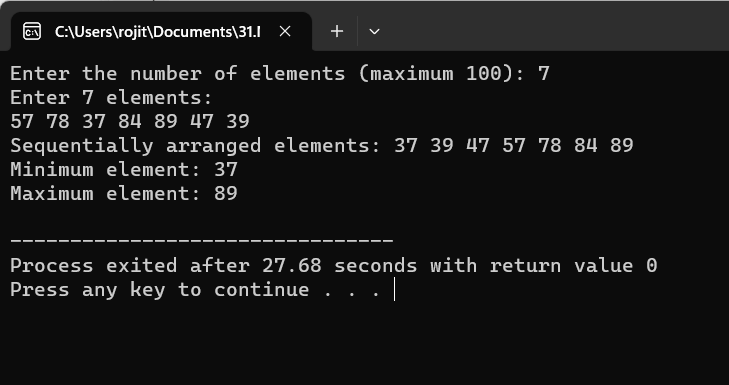 C:\Users\rojit\Documents\31.
Enter the number of elements (maximum 100): 7
Enter 7 elements:
57 78 37 84 89 47 39
Sequentially arranged elements: 37 39 47 57 78 84 89
Minimum element: 37
Maximum element: 89
--------------------------------
Process exited after 27.68 seconds with return value 0
Press any key to continue . . .